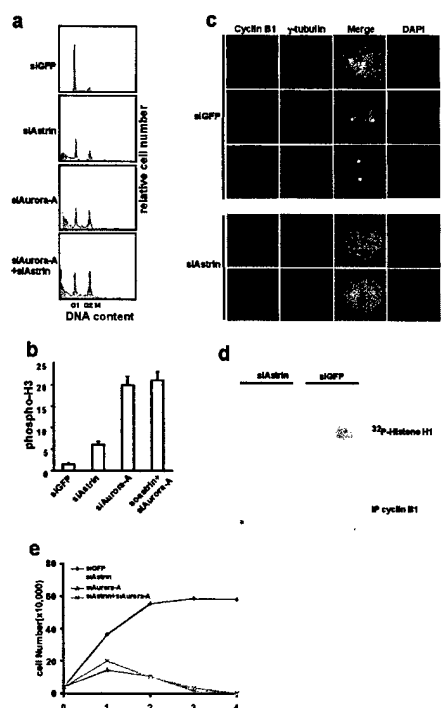 a
siGFP
siAstrin
siAurora-A
siAurora-A
+siAstrin
relative cell number
G1 G2/M
DNA content
b
phospho-H3
25
20
15
10
5
0
siGFP
siAstrin
siAurora-A
siAurora-A
c
Cyclin B1 γ-tubulin Merge DAPI
siGFP
siAstrin
d
siAstrin siGFP
32P-Histone H1
IP cyclin B1
e
cell Number(x10,000)
80
60
40
20
0
siGFP
siAstrin
siAurora-A
siAstrin+siAurora-A
0 1 2 3 4